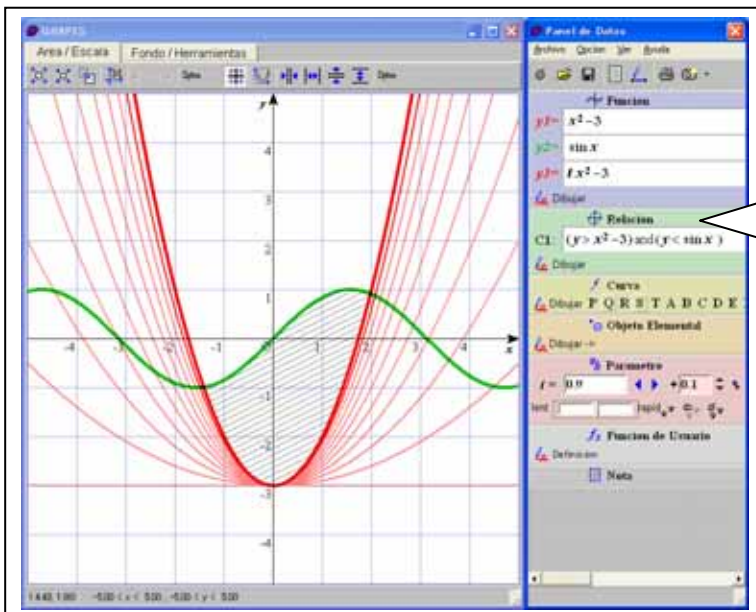 GRAPES
Area / Escala Fondo / Herramientas
y
4
3
2
1
-4 -3 -2 -1 0 1 2 3 4 x
-1
-2
-3
-4
-5.00 < x < 5.00 , -5.00 < y < 5.00
Panel de Datos
Archivo Opcion Ver Ayuda
Funcion
y1= x²-3
y2= sin x
y3= t x²-3
Dibujar
Relacion
C1: (y > x²-3) and (y < sin x )
Dibujar
Curva
Dibujar P Q R S T A B C D E
Objeto Elemental
Dibujar ->
Parametro
t = 0.9 +0.1
lent rapid
Funcion de Usuario
Definicion
Nota